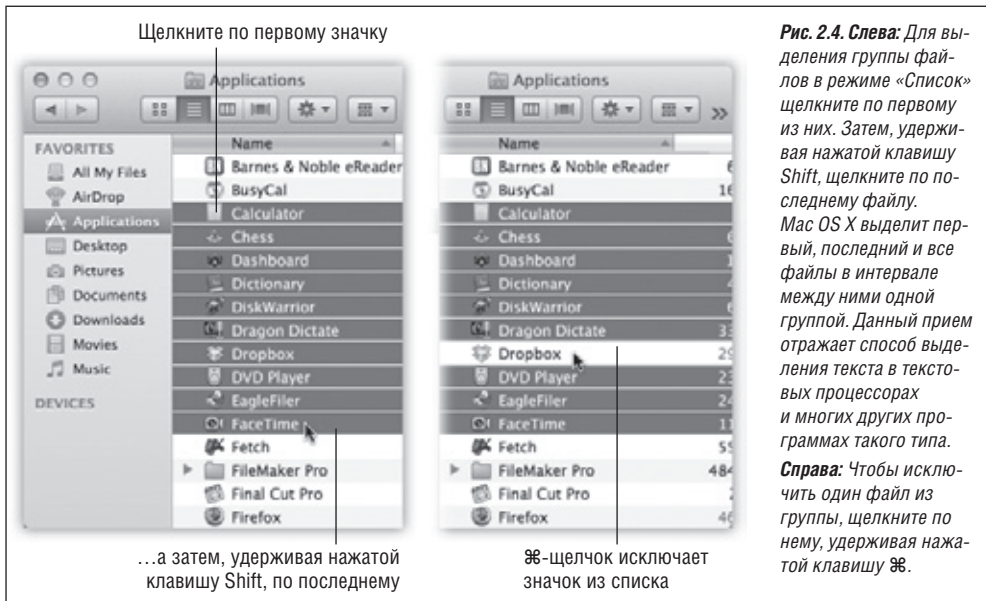 Щелкните по первому значку
Applications
FAVORITES
All My Files
AirDrop
Applications
Desktop
Pictures
Documents
Downloads
Movies
Music
DEVICES
Name
Barnes & Noble eReader
BusyCal
Calculator
Chess
Dashboard
Dictionary
DiskWarrior
Dragon Dictate
Dropbox
DVD Player
EagleFiler
FaceTime
Fetch
FileMaker Pro
Final Cut Pro
Firefox
…а затем, удерживая нажатой
клавишу Shift, по последнему
Applications
Name
Barnes & Noble eReader
BusyCal 16
Calculator
Chess
Dashboard
Dictionary
DiskWarrior
Dragon Dictate 33
Dropbox 29
DVD Player 23
EagleFiler 24
FaceTime 11
Fetch
FileMaker Pro 484
Final Cut Pro
Firefox
⌘-щелчок исключает
значок из списка
Рис. 2.4. Слева: Для вы-
деления группы фай-
лов в режиме «Список»
щелкните по первому
из них. Затем, удержи-
вая нажатой клавишу
Shift, щелкните по по-
следнему файлу.
Mac OS X выделит пер-
вый, последний и все
файлы в интервале
между ними одной
группой. Данный прием
отражает способ выде-
ления текста в тексто-
вых процессорах
и многих других про-
граммах такого типа.
Справа: Чтобы исклю-
чить один файл из
группы, щелкните по
нему, удерживая нажа-
той клавишу ⌘.